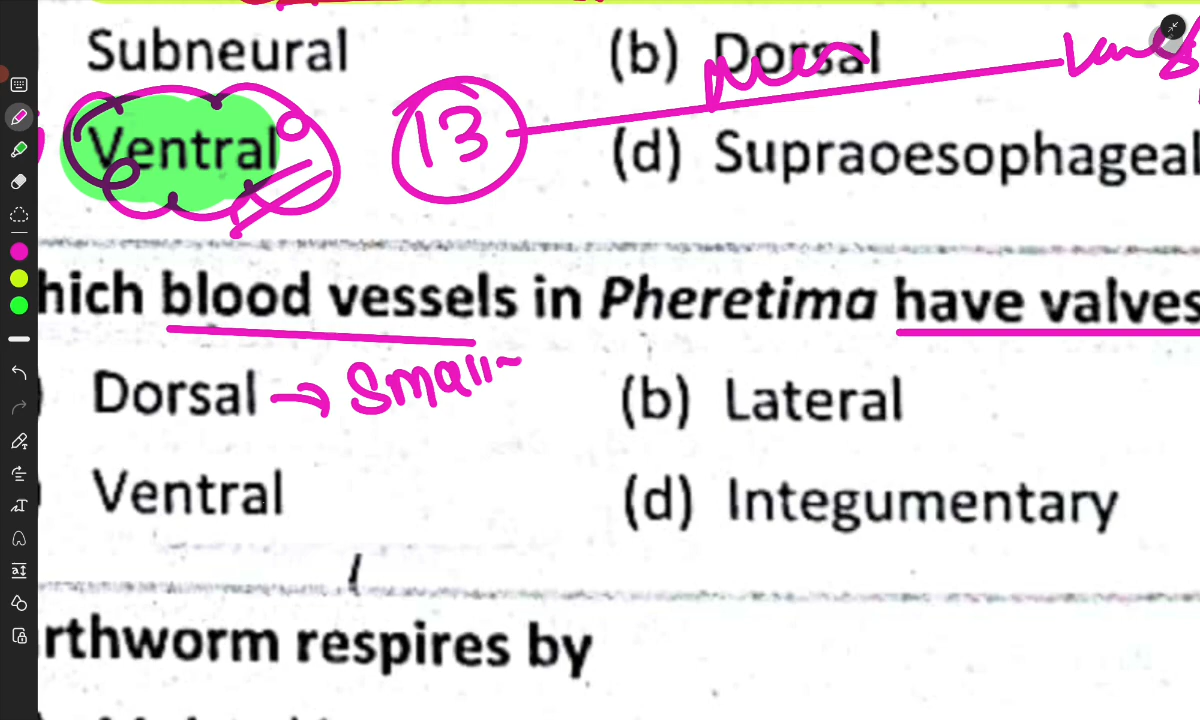 Subneural (b) Dorsal
Ventral 13 (d) Supraoesophageal
hich blood vessels in Pheretima have valves
Dorsal → Small (b) Lateral
Ventral (d) Integumentary
rthworm respires by